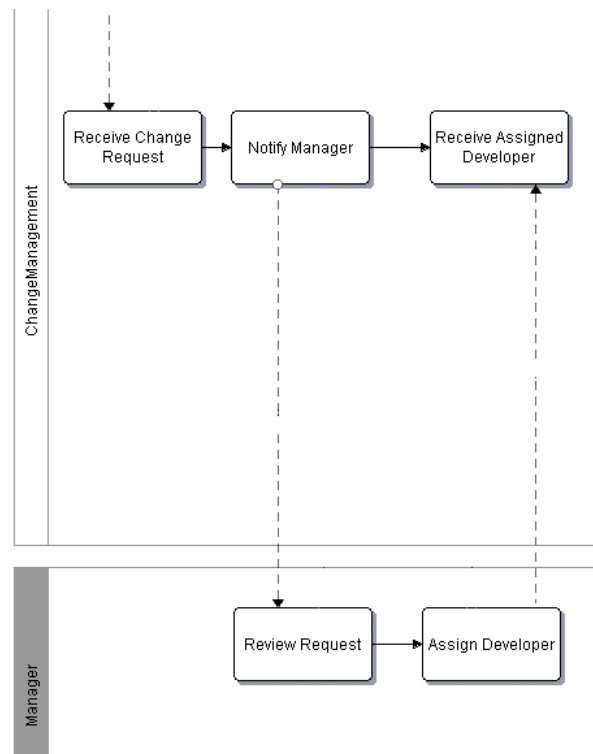 ChangeManagement
Receive Change
Request
Notify Manager
Receive Assigned
Developer
Manager
Review Request
Assign Developer